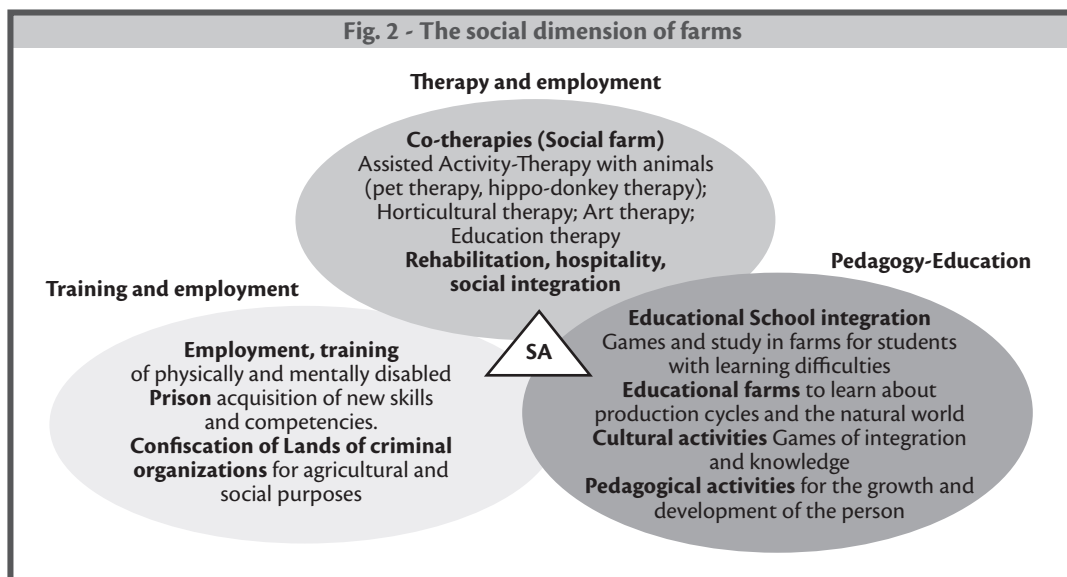 Fig. 2 - The social dimension of farms
Therapy and employment
Co-therapies (Social farm)
Assisted Activity-Therapy with animals
(pet therapy, hippo-donkey therapy);
Horticultural therapy; Art therapy;
Education therapy
Rehabilitation, hospitality,
social integration
Training and employment
Employment, training
of physically and mentally disabled
Prison acquisition of new skills
and competencies.
Confiscation of Lands of criminal
organizations for agricultural and
social purposes
SA
Pedagogy-Education
Educational School integration
Games and study in farms for students
with learning difficulties
Educational farms to learn about
production cycles and the natural world
Cultural activities Games of integration
and knowledge
Pedagogical activities for the growth and
development of the person